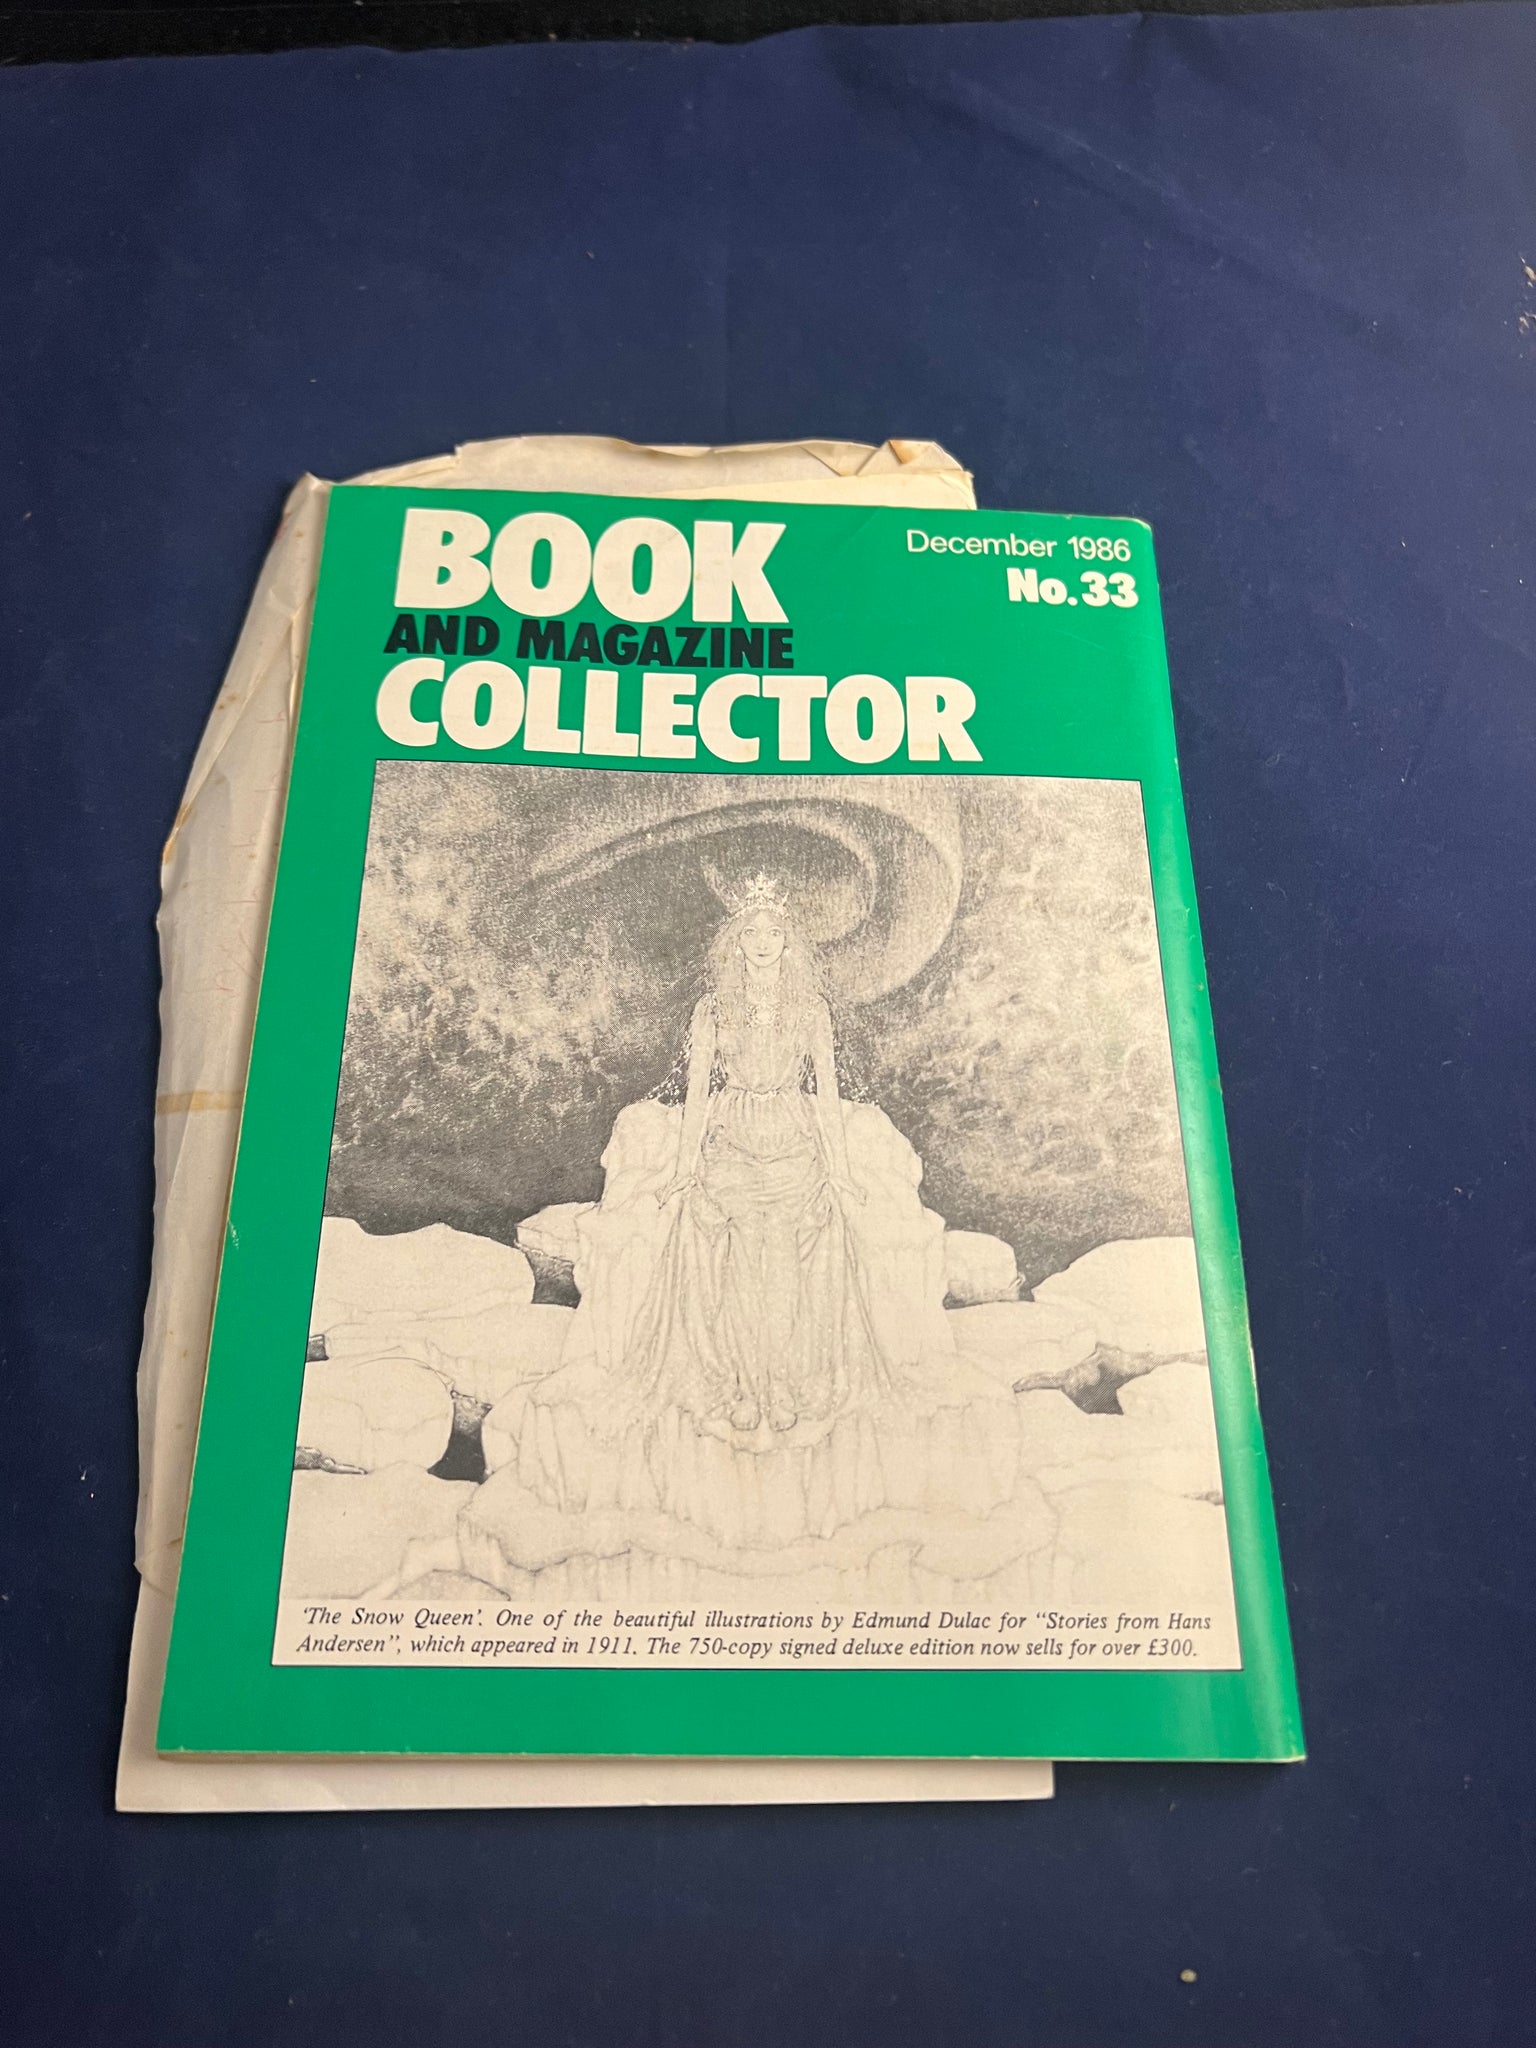 BOOK
AND MAGAZINE
COLLECTOR
December 1986
No.33
'The Snow Queen'. One of the beautiful illustrations by Edmund Dulac for "Stories from Hans
Andersen", which appeared in 1911. The 750-copy signed deluxe edition now sells for over £300.